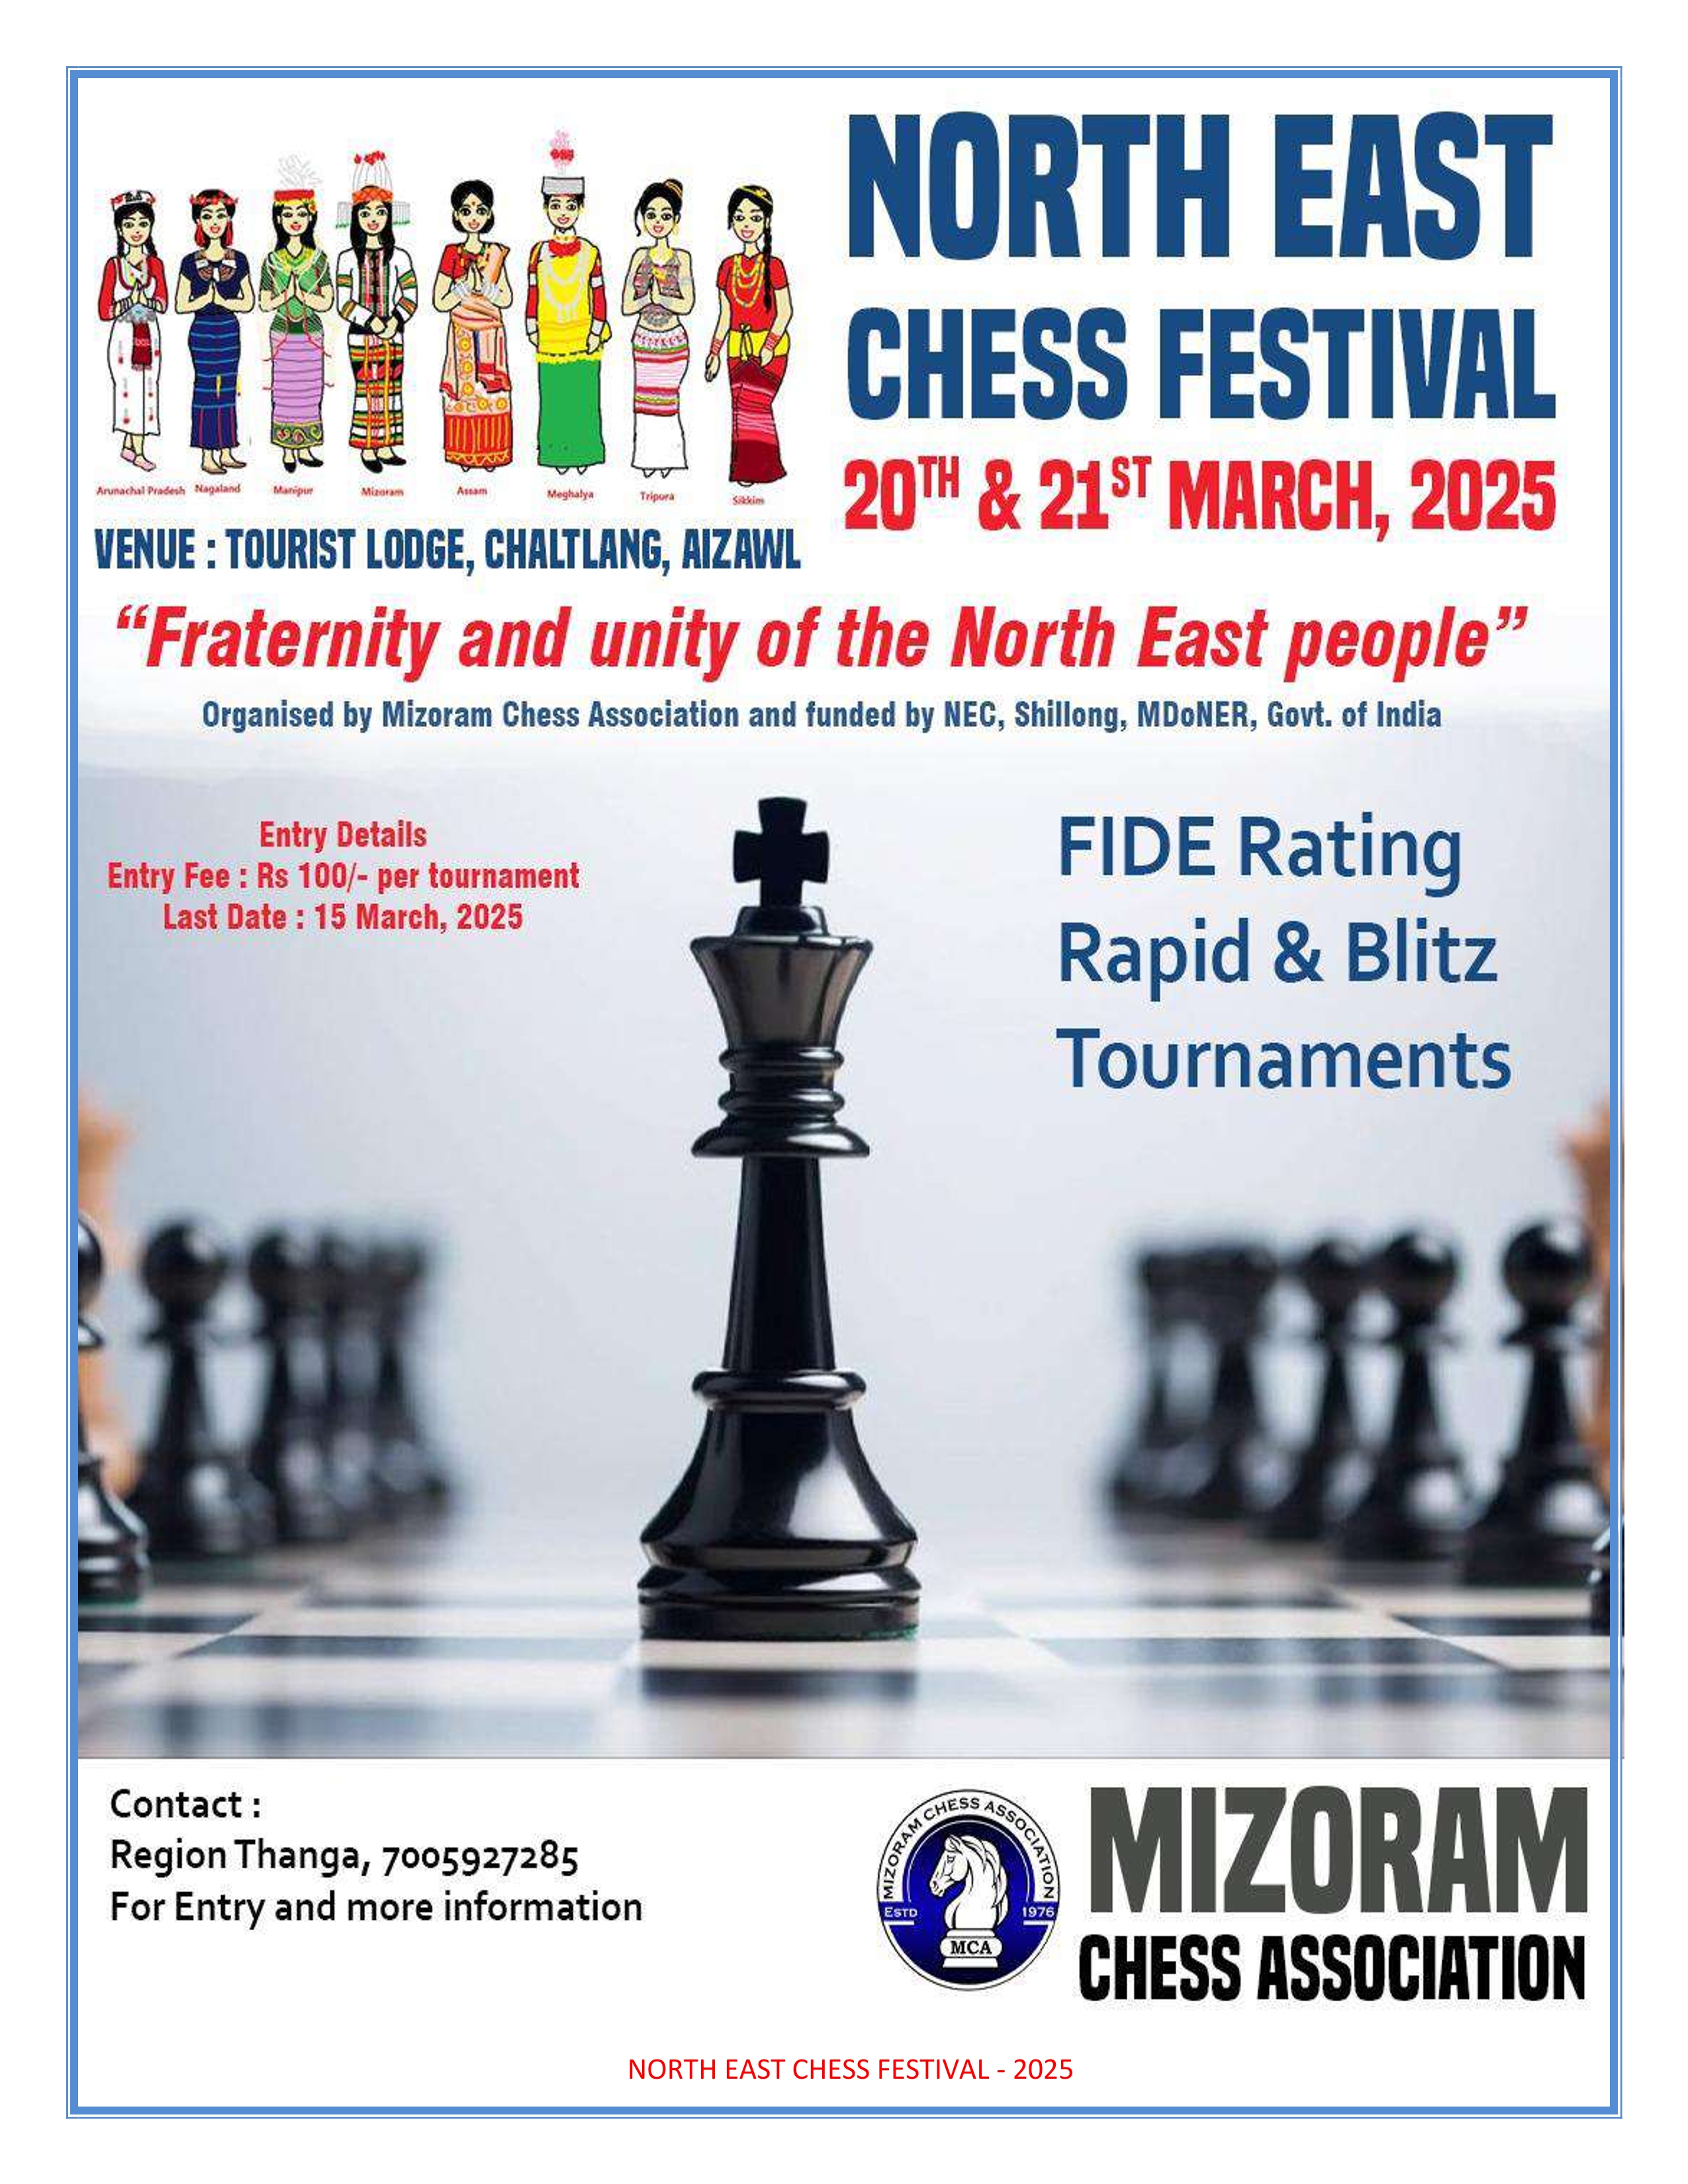 NORTH EAST
CHESS FESTIVAL
20TH & 21ST MARCH, 2025
Arunachal Pradesh
Nagaland
Manipur
Mizoram
Assam
Meghalya
Tripura
Sikkim
VENUE : TOURIST LODGE, CHALTLANG, AIZAWL
“Fraternity and unity of the North East people”
Organised by Mizoram Chess Association and funded by NEC, Shillong, MDoNER, Govt. of India
Entry Details
Entry Fee : Rs 100/- per tournament
Last Date : 15 March, 2025
FIDE Rating
Rapid & Blitz
Tournaments
Contact :
Region Thanga, 7005927285
For Entry and more information
MIZORAM CHESS ASSOCIATION
ESTD 1976
MCA
MIZORAM
CHESS ASSOCIATION
NORTH EAST CHESS FESTIVAL - 2025